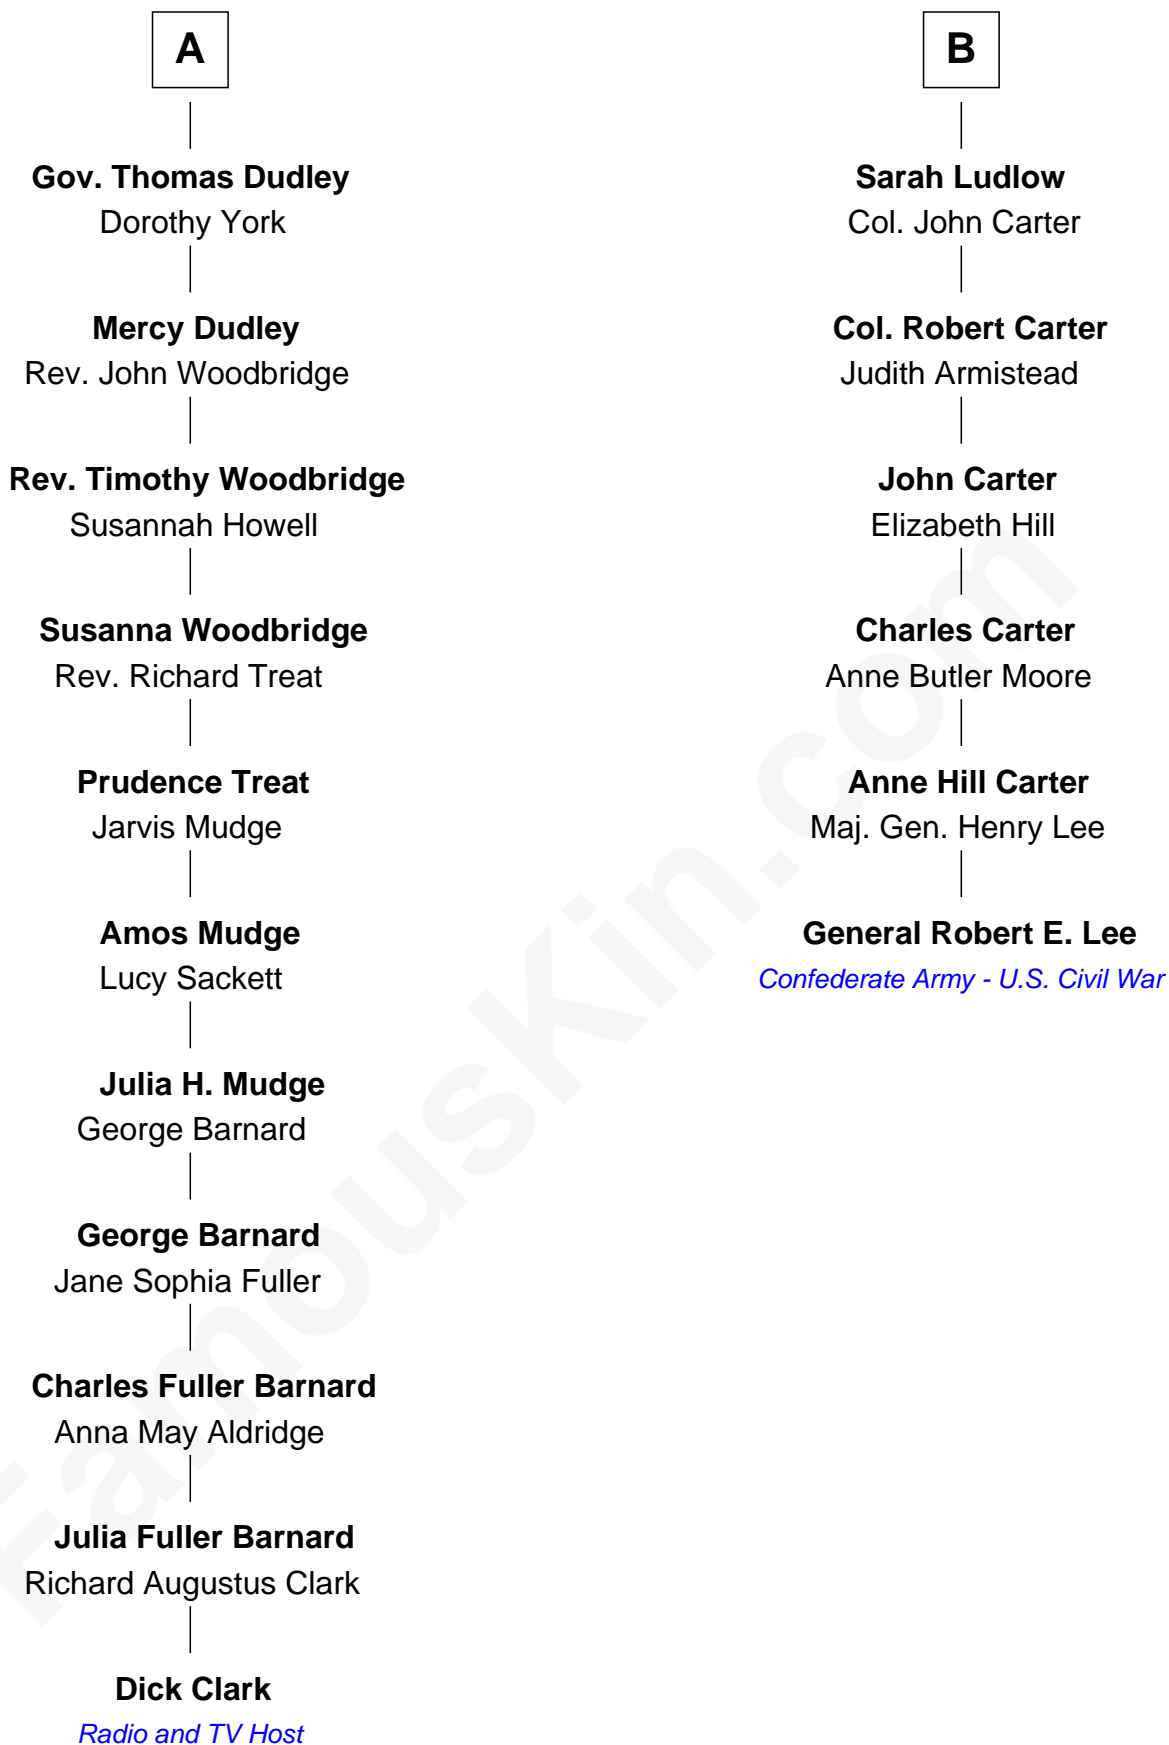 A
Gov. Thomas Dudley
Dorothy York
Mercy Dudley
Rev. John Woodbridge
Rev. Timothy Woodbridge
Susannah Howell
Susanna Woodbridge
Rev. Richard Treat
Prudence Treat
Jarvis Mudge
Amos Mudge
Lucy Sackett
Julia H. Mudge
George Barnard
George Barnard
Jane Sophia Fuller
Charles Fuller Barnard
Anna May Aldridge
Julia Fuller Barnard
Richard Augustus Clark
Dick Clark
Radio and TV Host
B
Sarah Ludlow
Col. John Carter
Col. Robert Carter
Judith Armistead
John Carter
Elizabeth Hill
Charles Carter
Anne Butler Moore
Anne Hill Carter
Maj. Gen. Henry Lee
General Robert E. Lee
Confederate Army - U.S. Civil War
FamousKin.com